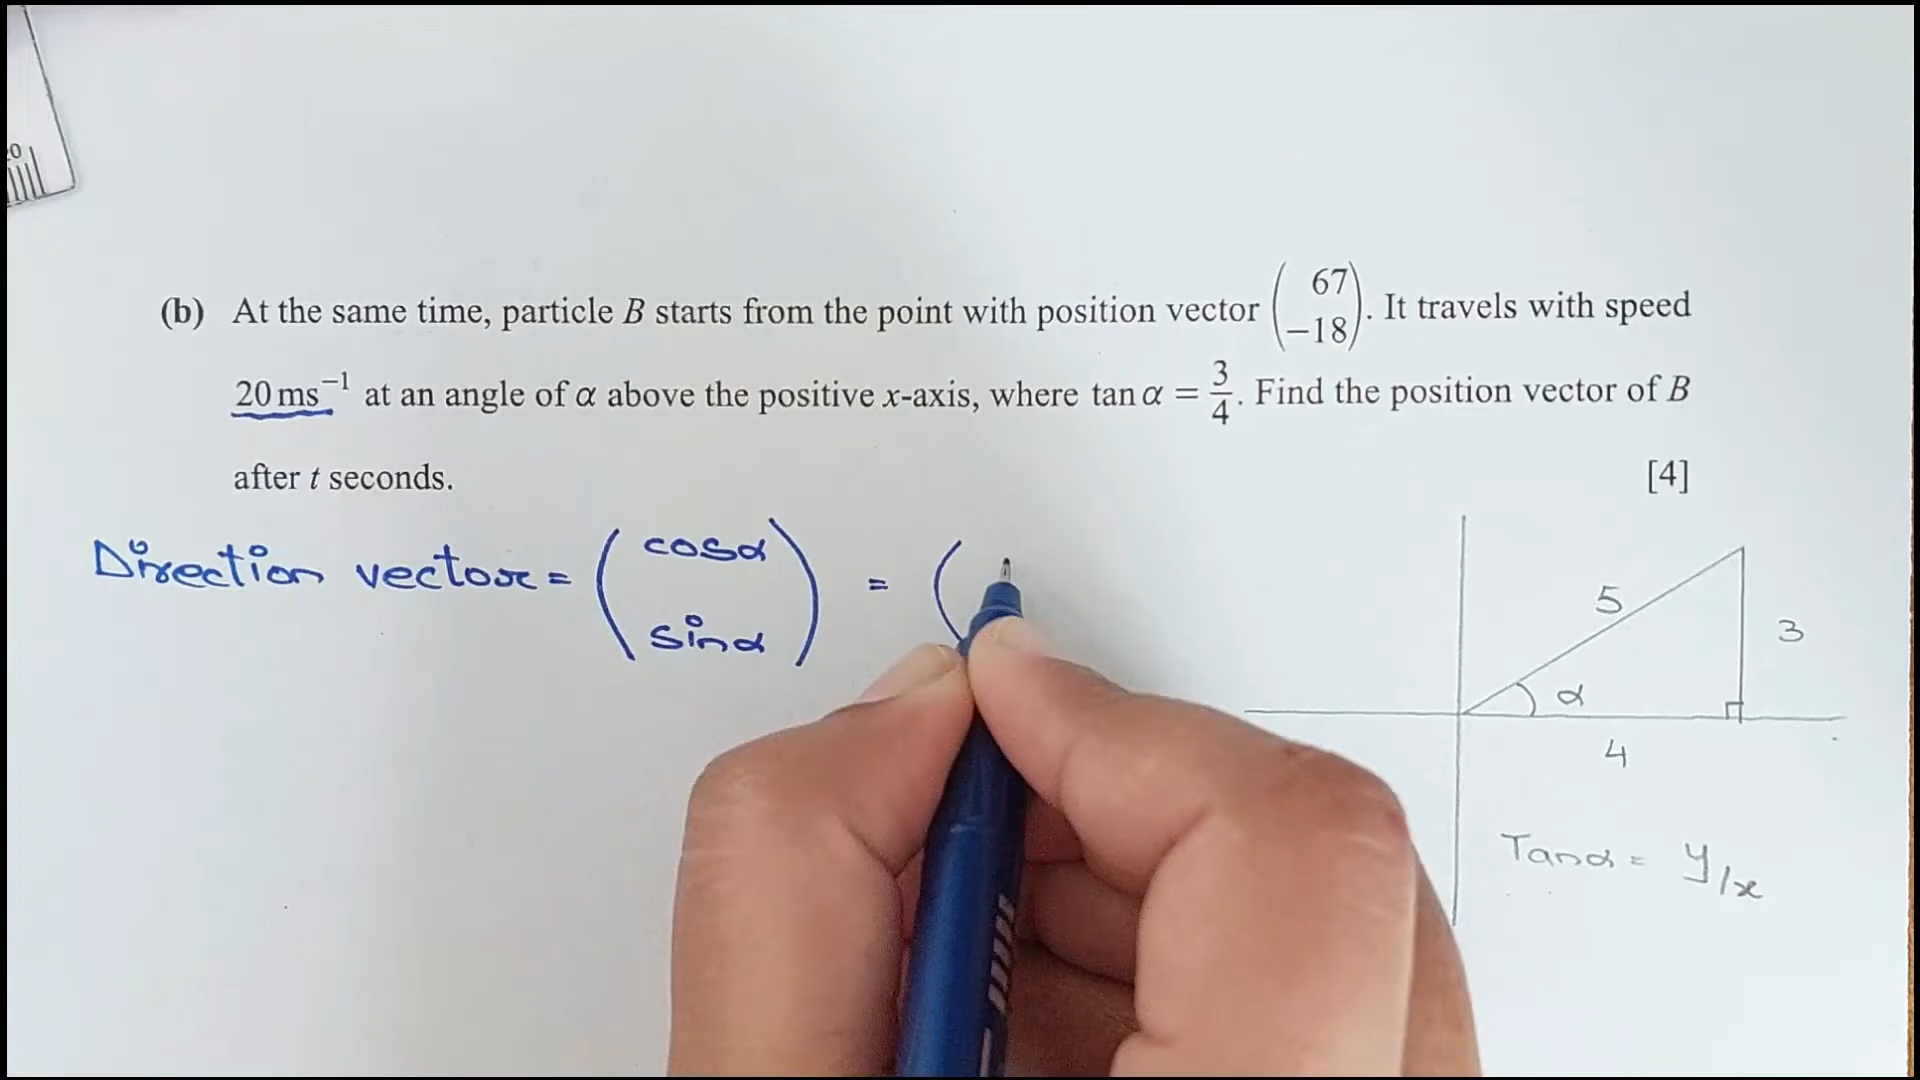 20
(b) At the same time, particle B starts from the point with position vector (67 −18). It travels with speed
20 ms⁻¹ at an angle of α above the positive x-axis, where tan α = 3/4. Find the position vector of B
after t seconds. [4]
Direction vector = (cosα sinα) = (
5
3
α
4
Tanα = y/x